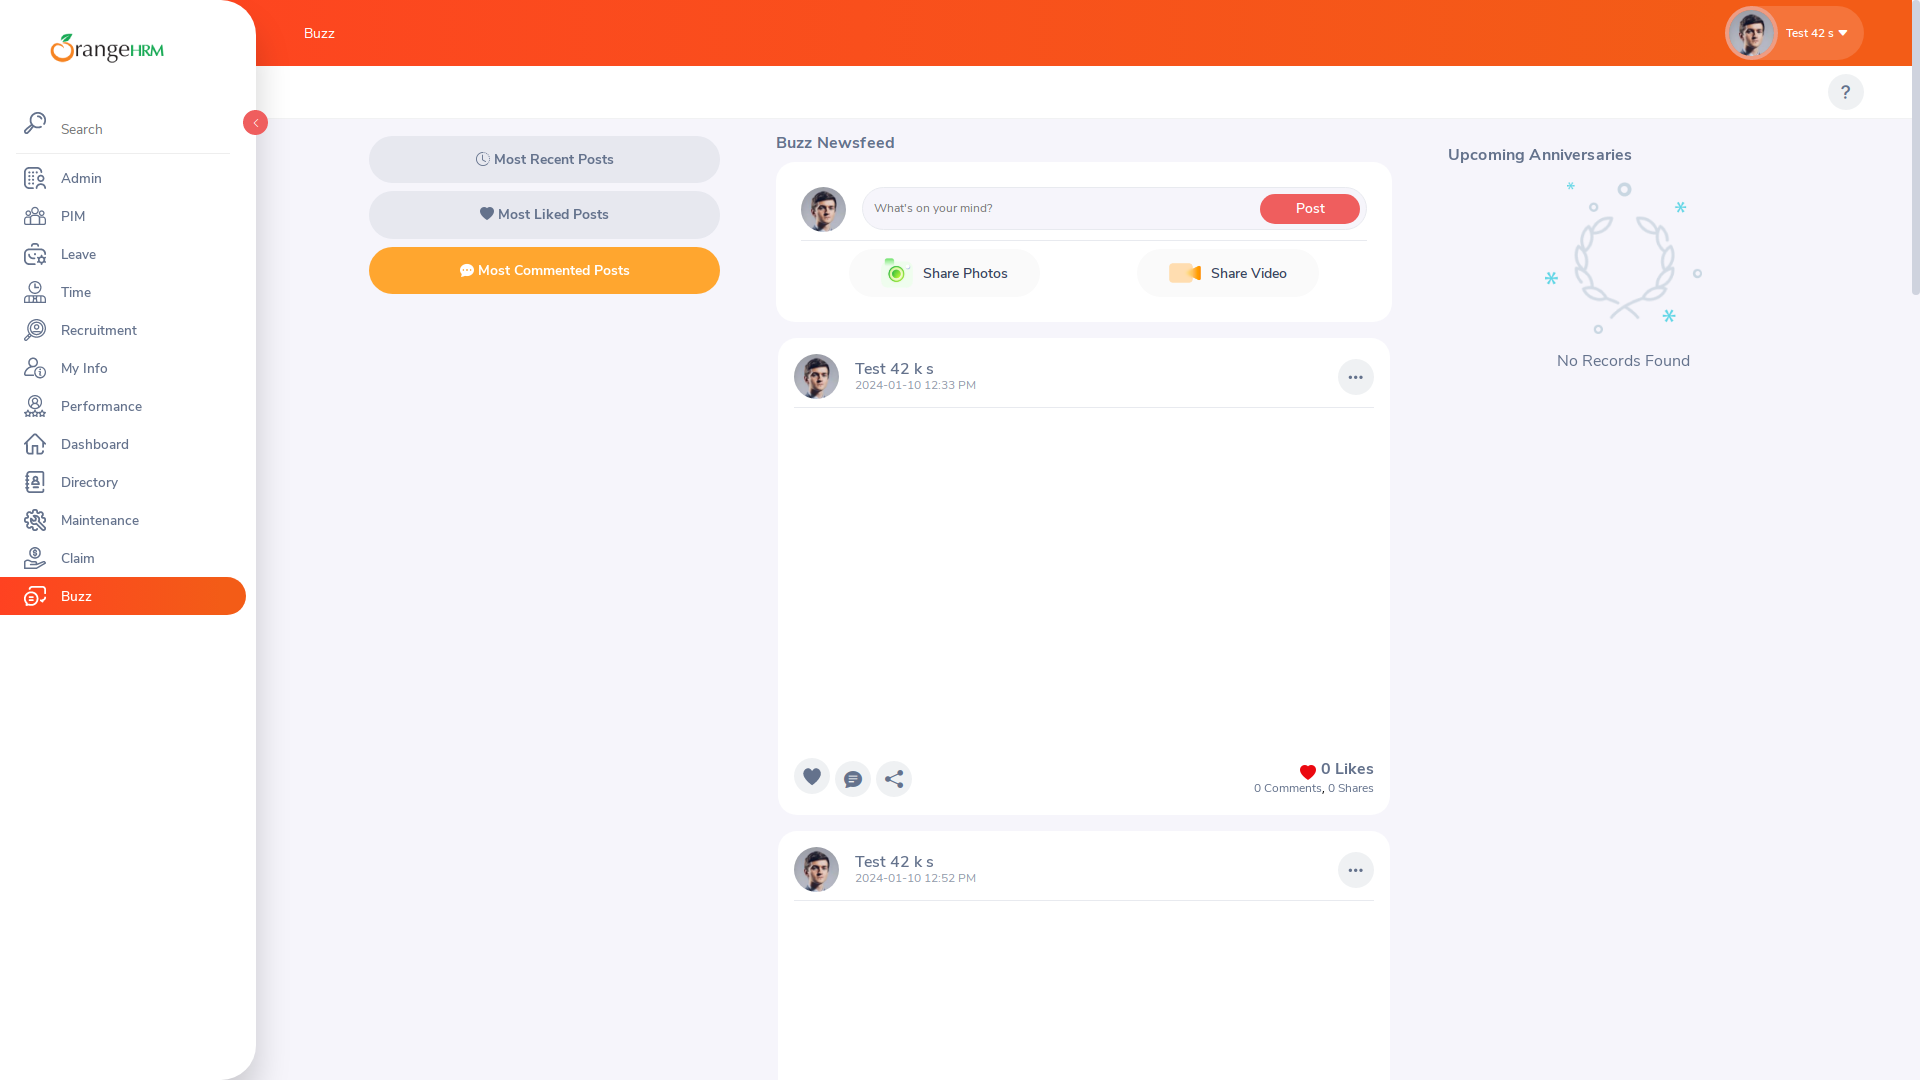 OrangeHRM
Search
Admin
PIM
Leave
Time
Recruitment
My Info
Performance
Dashboard
Directory
Maintenance
Claim
Buzz
Buzz
Test 42 s
?
Most Recent Posts
Most Liked Posts
Most Commented Posts
Buzz Newsfeed
What's on your mind?
Post
Share Photos
Share Video
Test 42 k s
2024-01-10 12:33 PM
0 Likes
0 Comments, 0 Shares
Test 42 k s
2024-01-10 12:52 PM
Upcoming Anniversaries
No Records Found